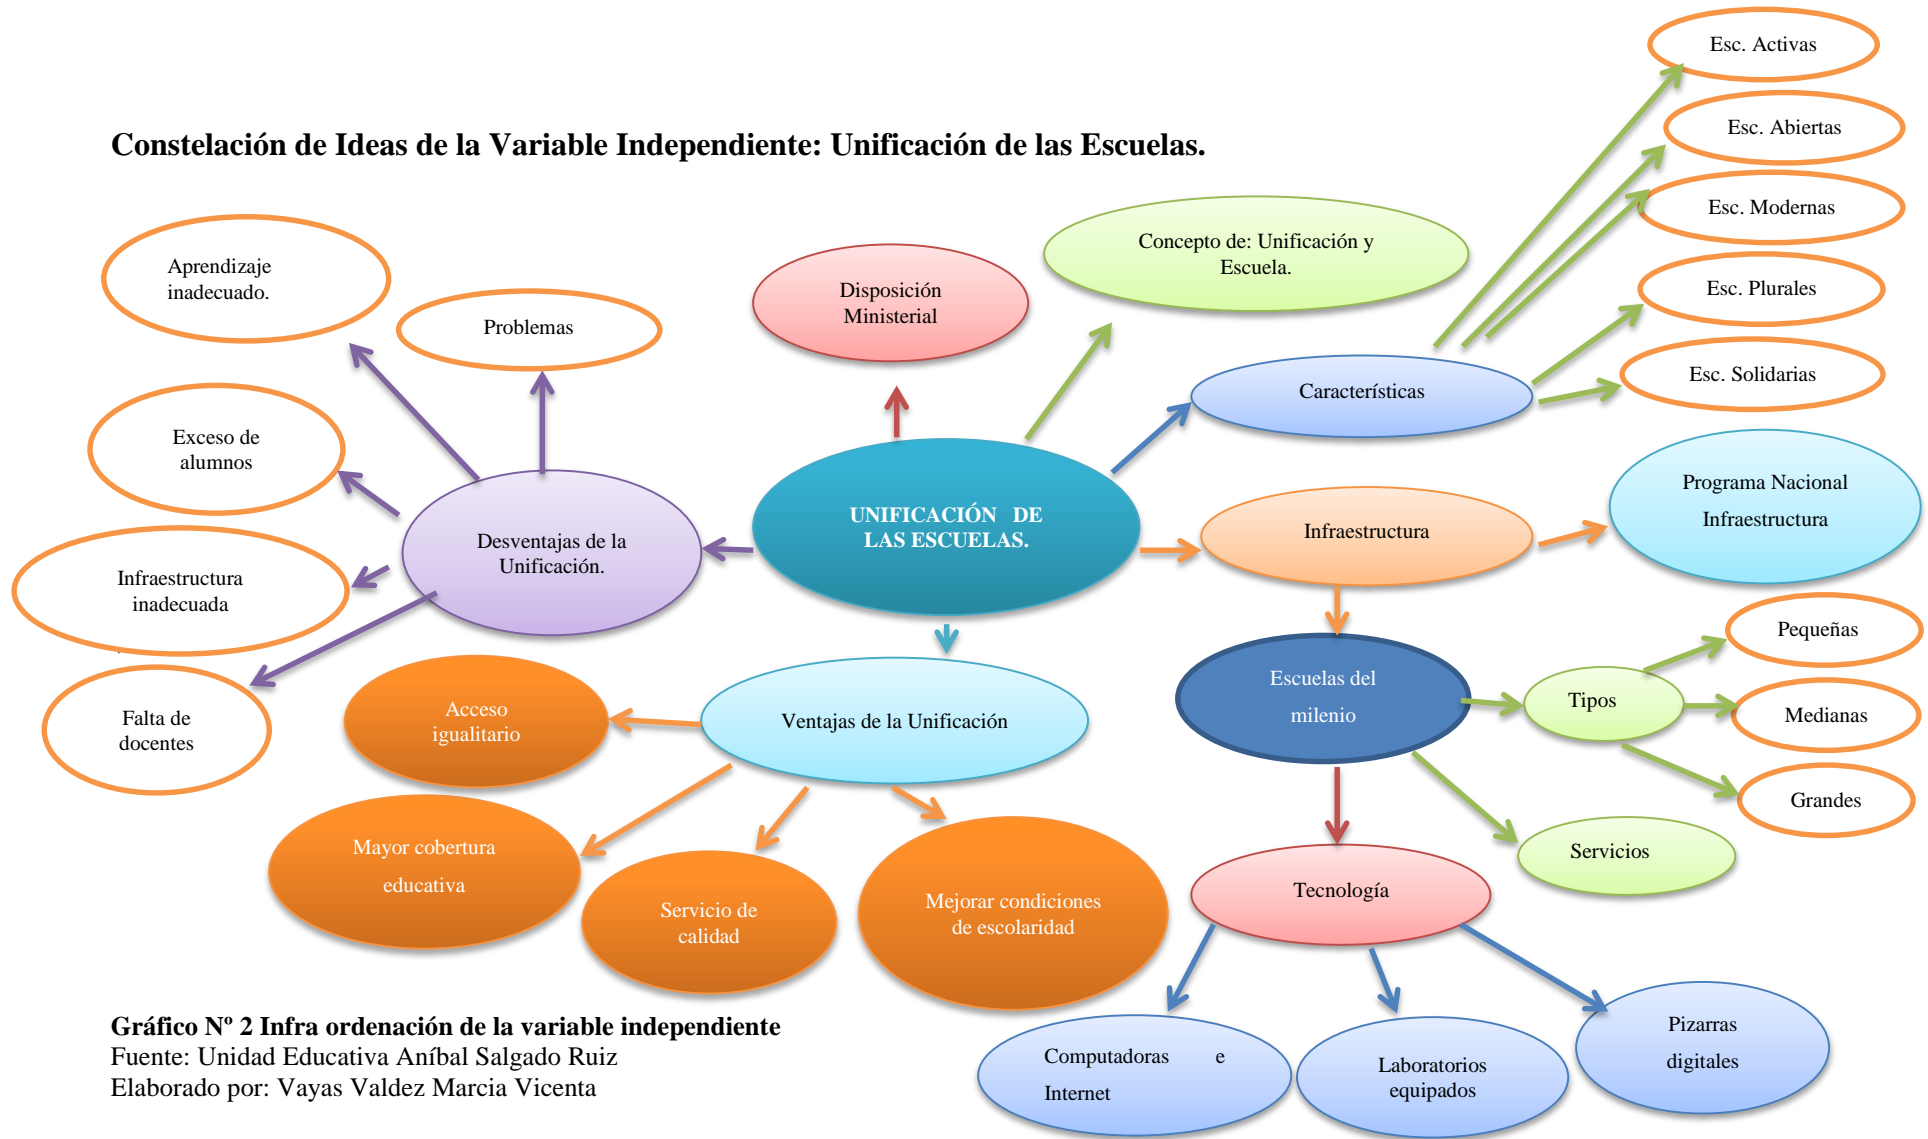 Constelación de Ideas de la Variable Independiente: Unificación de las Escuelas.
Esc. Activas
Esc. Abiertas
Esc. Modernas
Esc. Plurales
Esc. Solidarias
Concepto de: Unificación y
Escuela.
Disposición
Ministerial
Características
Aprendizaje
inadecuado.
Problemas
Exceso de
alumnos
Infraestructura
inadecuada
Falta de
docentes
Desventajas de la
Unificación.
UNIFICACIÓN DE
LAS ESCUELAS.
Infraestructura
Programa Nacional
Infraestructura
Escuelas del
milenio
Tipos
Pequeñas
Medianas
Grandes
Servicios
Ventajas de la Unificación
Acceso
igualitario
Mayor cobertura
educativa
Servicio de
calidad
Mejorar condiciones
de escolaridad
Tecnología
Computadoras e
Internet
Laboratorios
equipados
Pizarras
digitales
Gráfico Nº 2 Infra ordenación de la variable independiente
Fuente: Unidad Educativa Aníbal Salgado Ruiz
Elaborado por: Vayas Valdez Marcia Vicenta